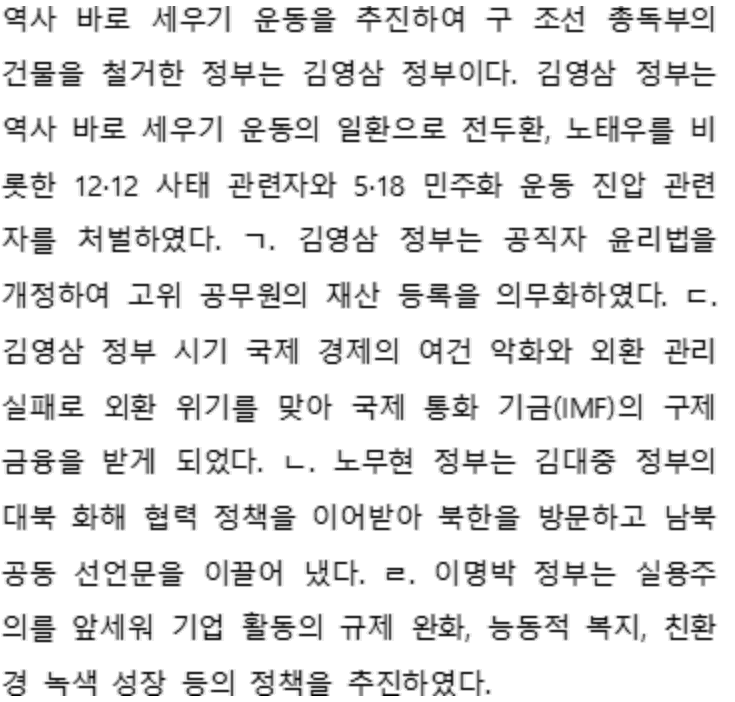 역사 바로 세우기 운동을 추진하여 구 조선 총독부의
건물을 철거한 정부는 김영삼 정부이다. 김영삼 정부는
역사 바로 세우기 운동의 일환으로 전두환, 노태우를 비
롯한 12·12 사태 관련자와 5·18 민주화 운동 진압 관련
자를 처벌하였다. ㄱ. 김영삼 정부는 공직자 윤리법을
개정하여 고위 공무원의 재산 등록을 의무화하였다. ㄷ.
김영삼 정부 시기 국제 경제의 여건 악화와 외환 관리
실패로 외환 위기를 맞아 국제 통화 기금(IMF)의 구제
금융을 받게 되었다. ㄴ. 노무현 정부는 김대중 정부의
대북 화해 협력 정책을 이어받아 북한을 방문하고 남북
공동 선언문을 이끌어 냈다. ㄹ. 이명박 정부는 실용주
의를 앞세워 기업 활동의 규제 완화, 능동적 복지, 친환
경 녹색 성장 등의 정책을 추진하였다.